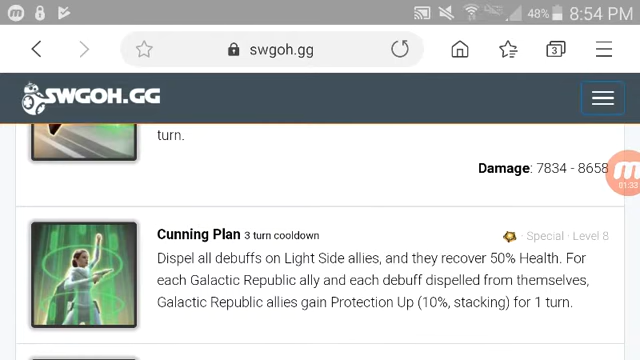 48% 8:54 PM
swgoh.gg
3
SWGOH.GG
turn.
Damage: 7834 - 8658
01:33
Cunning Plan 3 turn cooldown
Special · Level 8
Dispel all debuffs on Light Side allies, and they recover 50% Health. For
each Galactic Republic ally and each debuff dispelled from themselves,
Galactic Republic allies gain Protection Up (10%, stacking) for 1 turn.